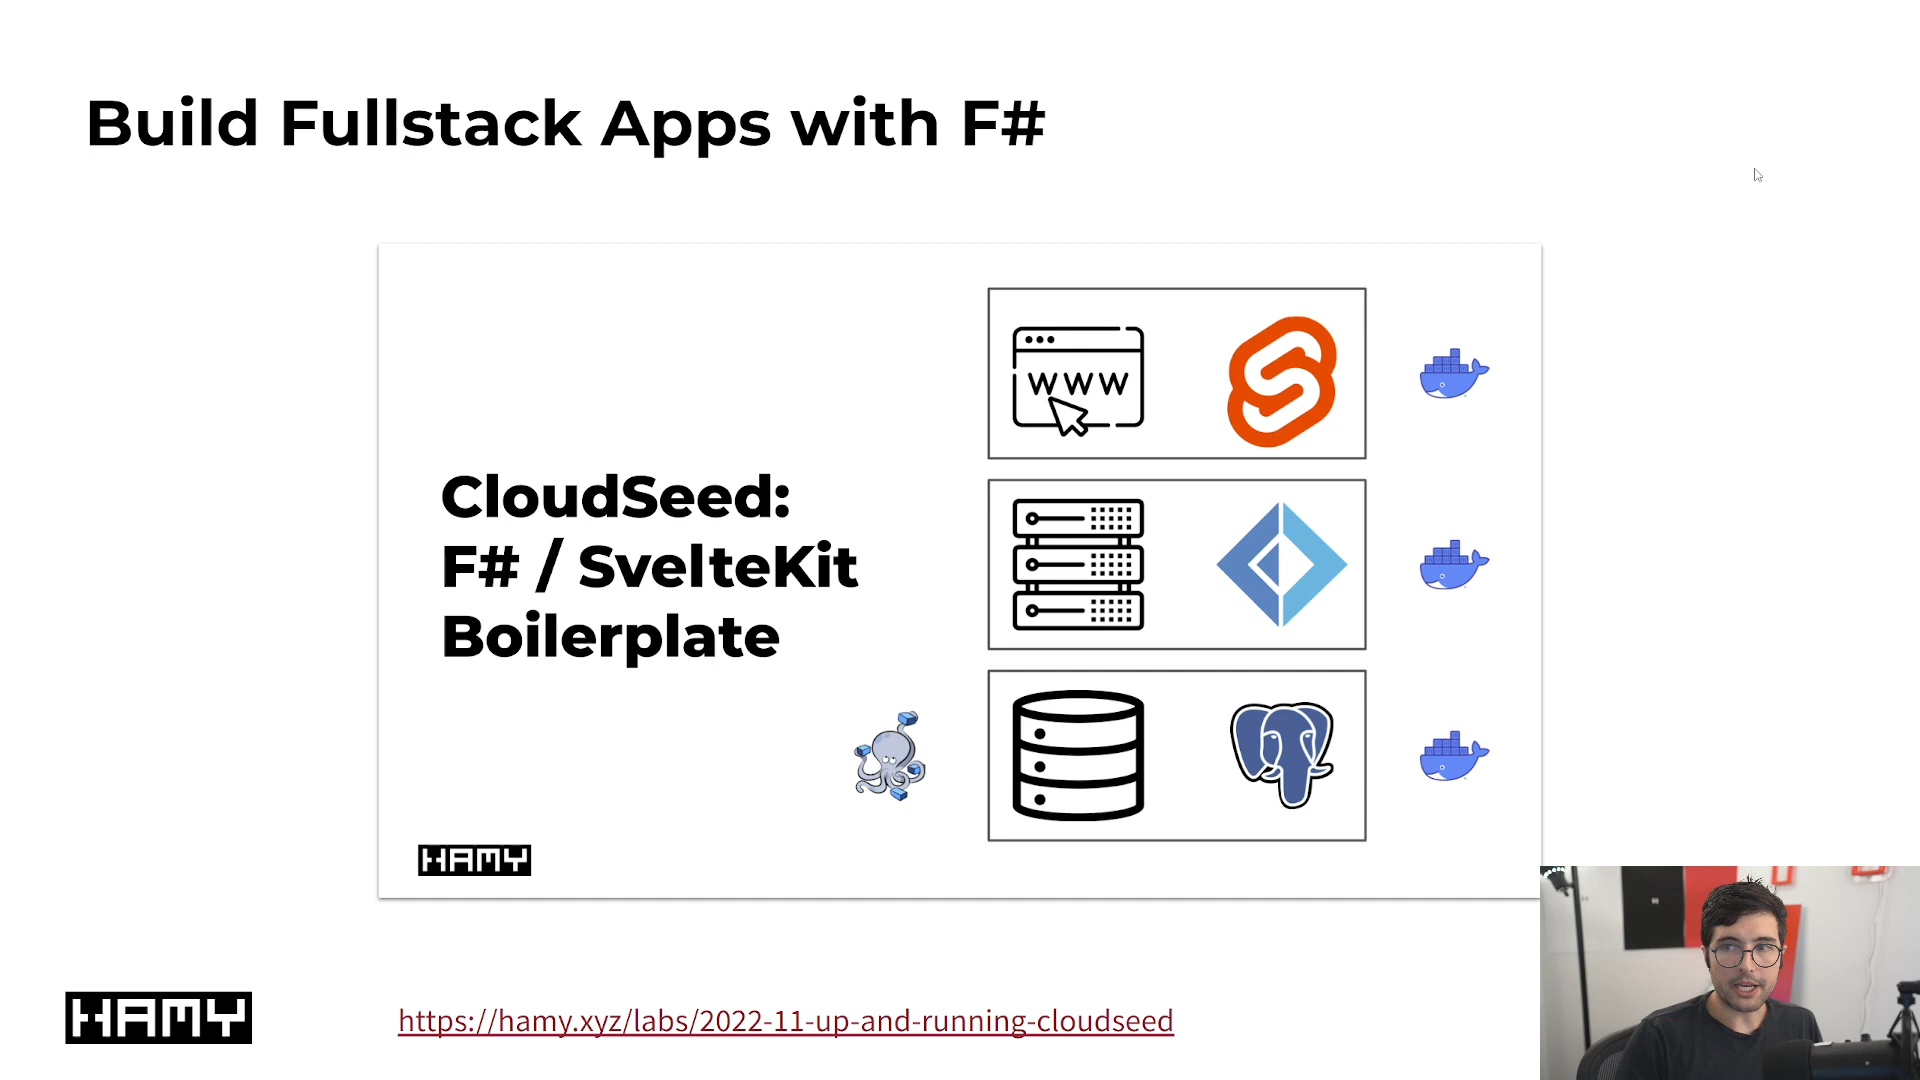 Build Fullstack Apps with F#
WWW
CloudSeed:
F# / SvelteKit
Boilerplate
HAMY
HAMY
https://hamy.xyz/labs/2022-11-up-and-running-cloudseed